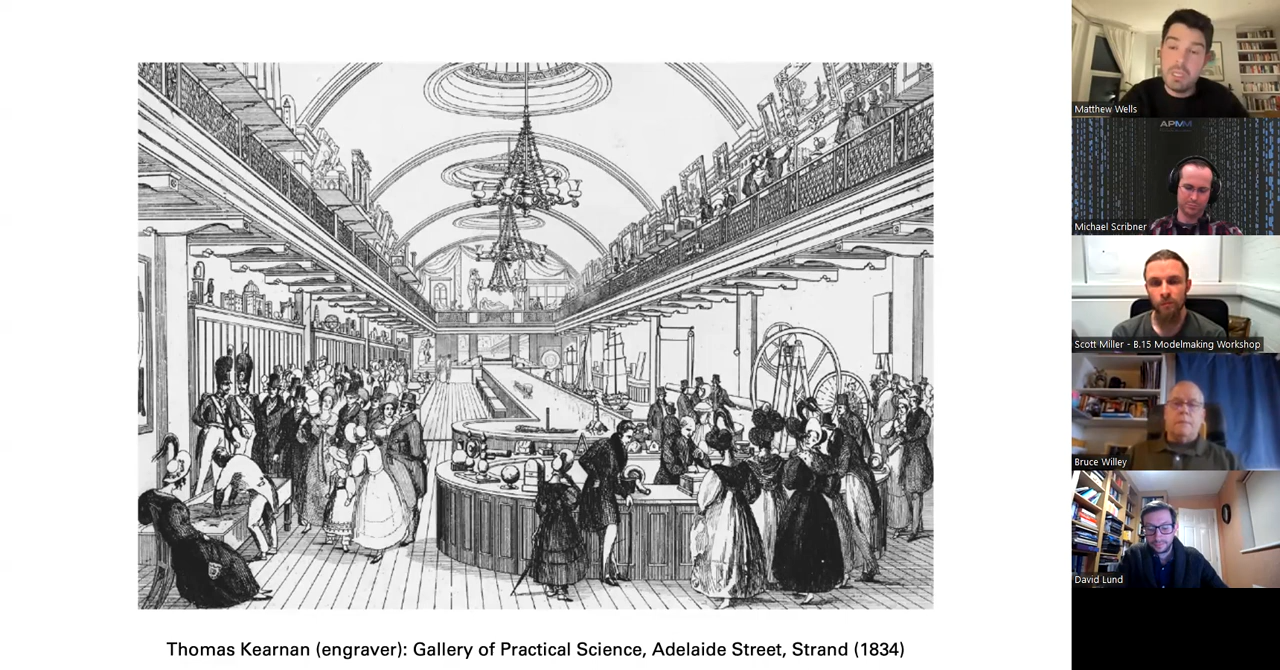 Matthew Wells
APMM
Michael Scribner
Scott Miller - B.15 Modelmaking Workshop
Bruce Willey
David Lund
Thomas Kearnan (engraver): Gallery of Practical Science, Adelaide Street, Strand (1834)